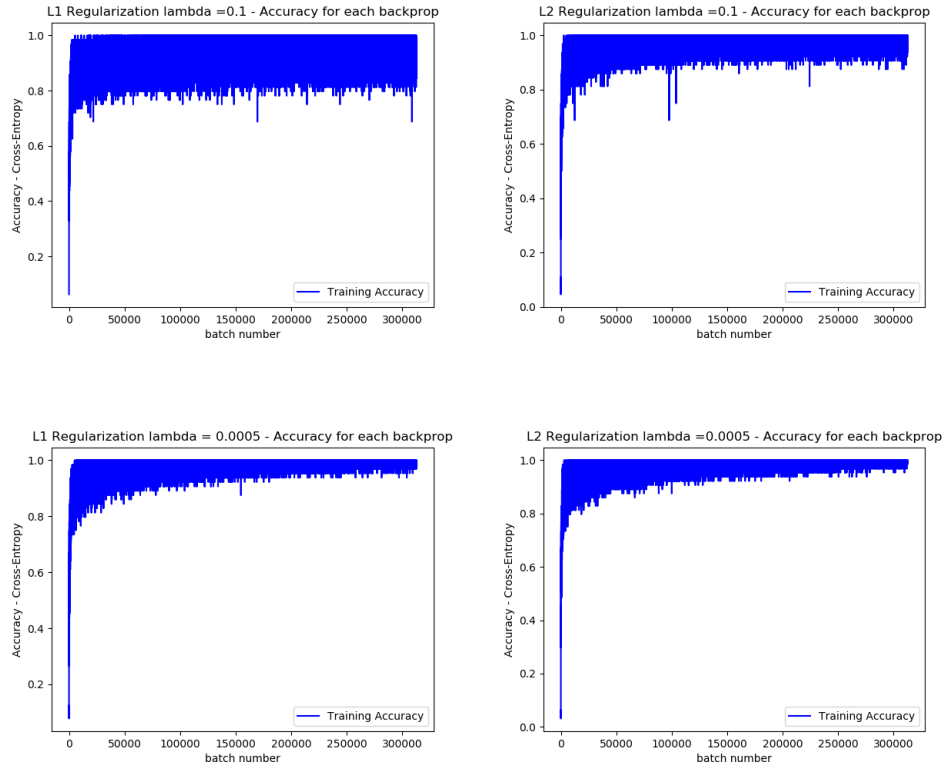 L1 Regularization lambda =0.1 - Accuracy for each backprop
1.0
0.8
0.6
0.4
0.2
Accuracy - Cross-Entropy
Training Accuracy
0 50000 100000 150000 200000 250000 300000
batch number
L2 Regularization lambda =0.1 - Accuracy for each backprop
1.0
0.8
0.6
0.4
0.2
0.0
Accuracy - Cross-Entropy
Training Accuracy
0 50000 100000 150000 200000 250000 300000
batch number
L1 Regularization lambda = 0.0005 - Accuracy for each backprop
1.0
0.8
0.6
0.4
0.2
Accuracy - Cross-Entropy
Training Accuracy
0 50000 100000 150000 200000 250000 300000
batch number
L2 Regularization lambda =0.0005 - Accuracy for each backprop
1.0
0.8
0.6
0.4
0.2
0.0
Accuracy - Cross-Entropy
Training Accuracy
0 50000 100000 150000 200000 250000 300000
batch number